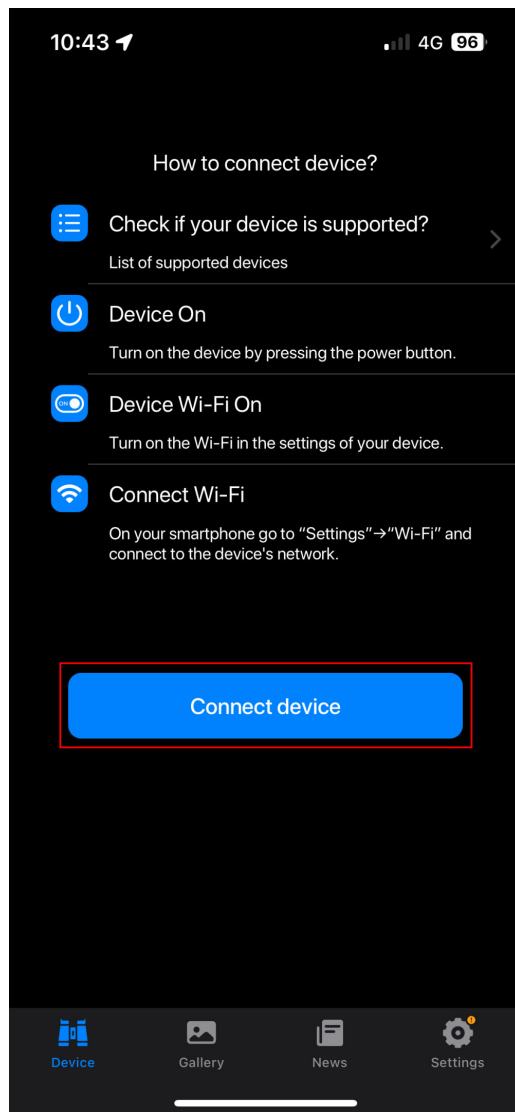 10:43
4G 96
How to connect device?
Check if your device is supported?
List of supported devices
Device On
Turn on the device by pressing the power button.
ON
Device Wi-Fi On
Turn on the Wi-Fi in the settings of your device.
Connect Wi-Fi
On your smartphone go to “Settings”→“Wi-Fi” and
connect to the device's network.
Connect device
Device
Gallery
News
Settings